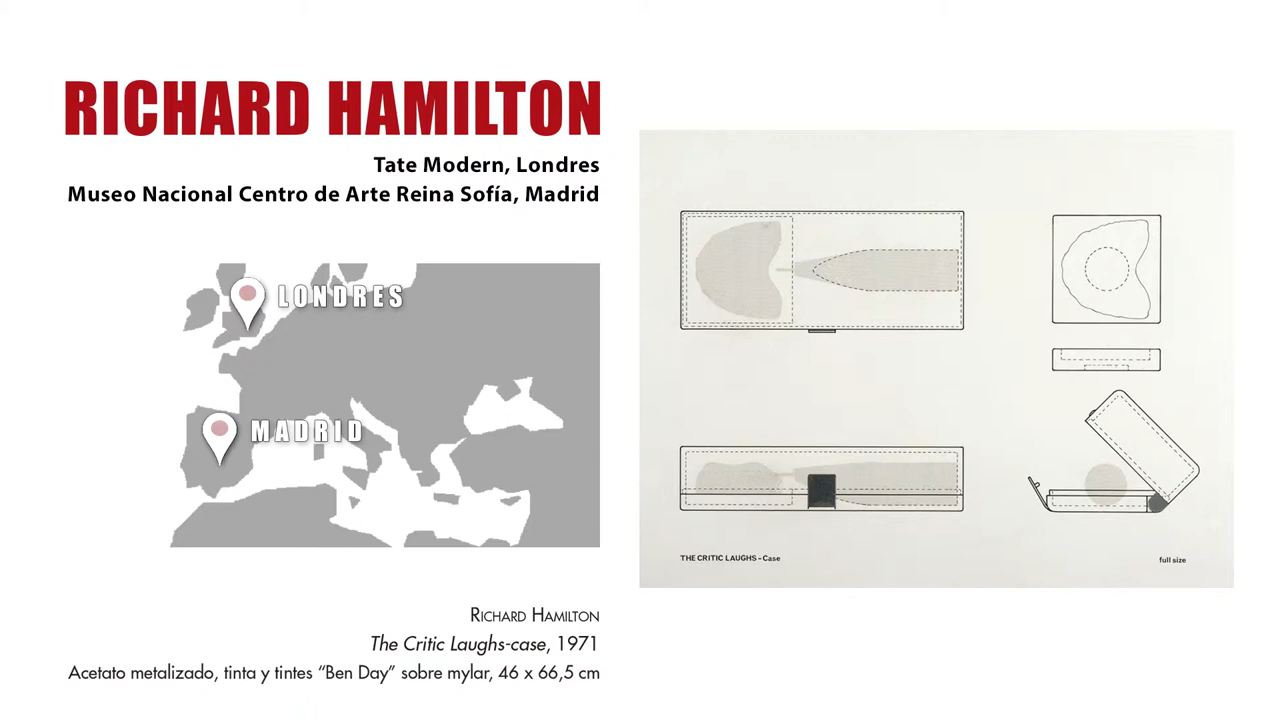 RICHARD HAMILTON
Tate Modern, Londres
Museo Nacional Centro de Arte Reina Sofía, Madrid
LONDRES
MADRID
RICHARD HAMILTON
The Critic Laughs-case, 1971
Acetato metalizado, tinta y tintes “Ben Day” sobre mylar, 46 x 66,5 cm
THE CRITIC LAUGHS - Case
full size